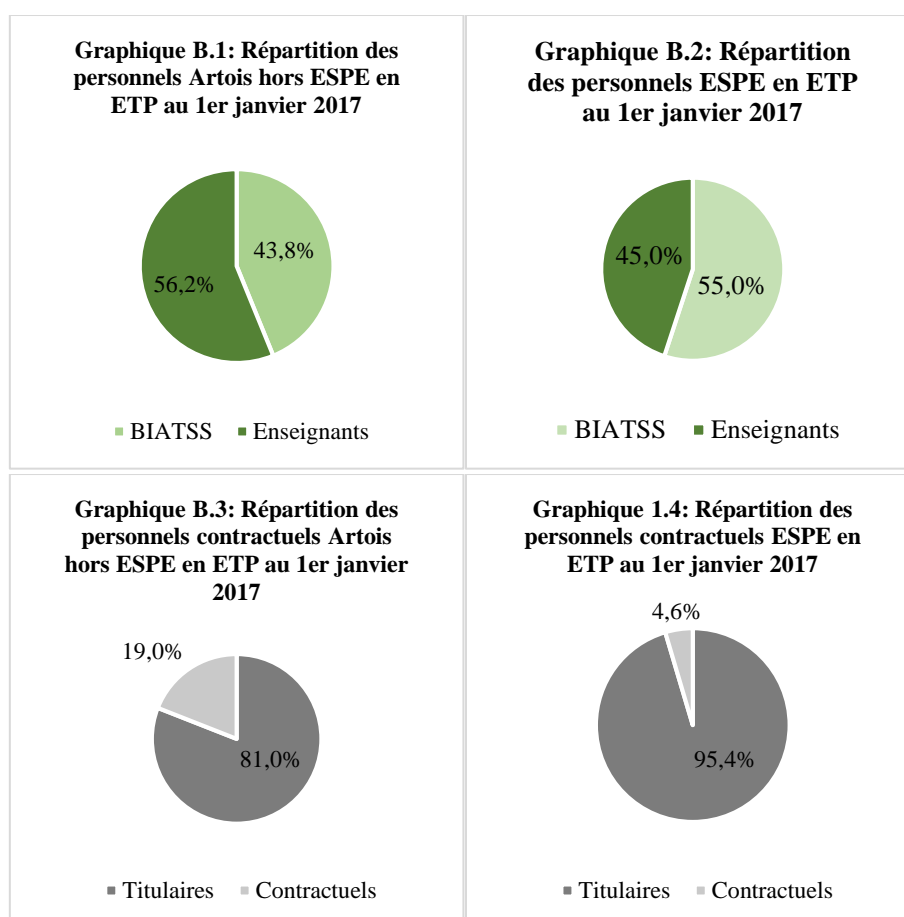 Graphique B.1: Répartition des
personnels Artois hors ESPE en
ETP au 1er janvier 2017
43,8%
56,2%
BIATSS Enseignants
Graphique B.2: Répartition
des personnels ESPE en ETP
au 1er janvier 2017
45,0%
55,0%
BIATSS Enseignants
Graphique B.3: Répartition des
personnels contractuels Artois
hors ESPE en ETP au 1er janvier
2017
19,0%
81,0%
Titulaires Contractuels
Graphique 1.4: Répartition des
personnels contractuels ESPE en
ETP au 1er janvier 2017
4,6%
95,4%
Titulaires Contractuels